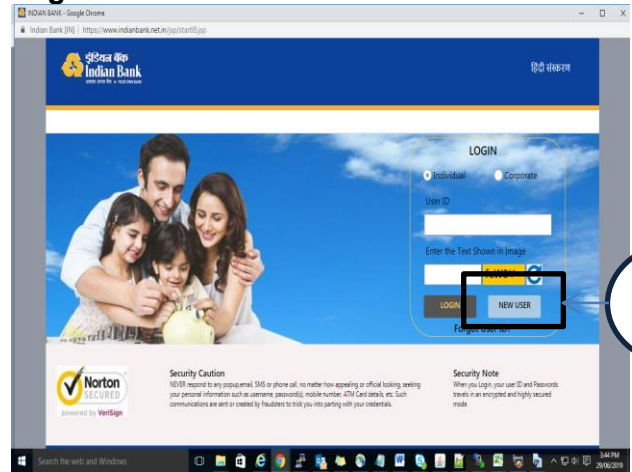 INDIAN BANK - Google Chrome
Indian Bank [IN] | https://www.indianbank.net.in/jsp/startIB.jsp
इंडियन बैंक
Indian Bank
हिंदी संस्करण
LOGIN
Individual Corporate
User ID
Enter the Text Shown in Image
LOGIN NEW USER
Forgot User ID?
Norton
SECURED
powered by VeriSign
Security Caution
NEVER respond to any popup,email, SMS or phone call, no matter how appealing or official looking, seeking
your personal information such as username, password(s), mobile number, ATM Card details, etc. Such
communications are sent or created by fraudsters to trick you into parting with your credentials.
Security Note
When you Login, your user ID and Passwords
travels in an encrypted and highly secured
mode
Search the web and Windows
3:44 PM
29/06/2019